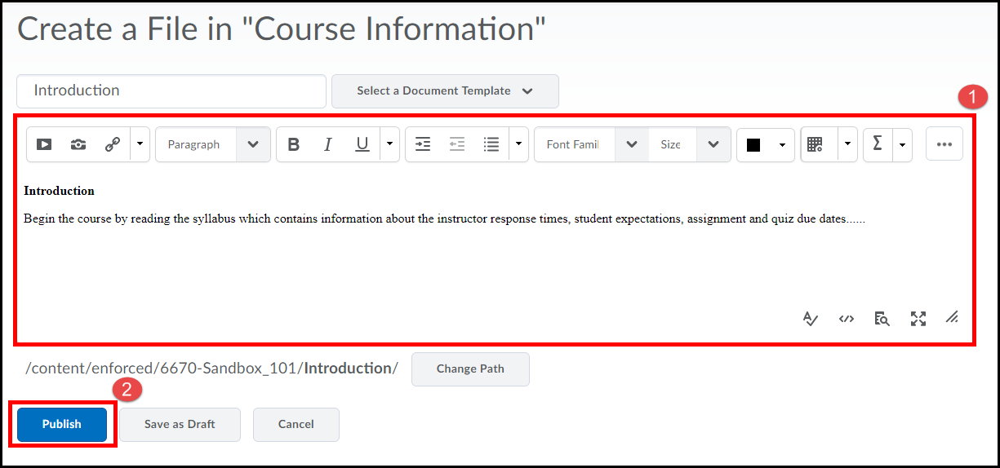 Create a File in "Course Information"
Introduction Select a Document Template
1
Paragraph B I U Font Famil Size Σ
Introduction
Begin the course by reading the syllabus which contains information about the instructor response times, student expectations, assignment and quiz due dates......
/content/enforced/6670-Sandbox_101/Introduction/ Change Path
2
Publish Save as Draft Cancel